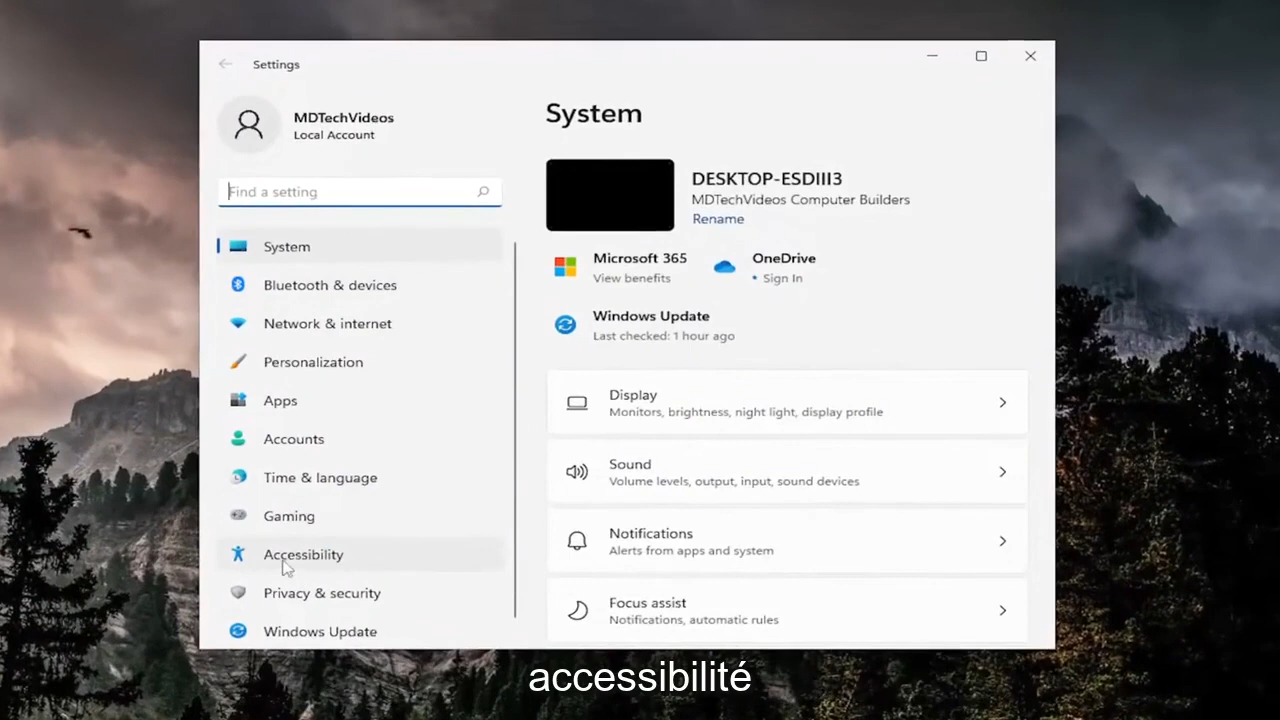 Settings
MDTechVideos
Local Account
Find a setting
System
Bluetooth & devices
Network & internet
Personalization
Apps
Accounts
Time & language
Gaming
Accessibility
Privacy & security
Windows Update
System
DESKTOP-ESDIII3
MDTechVideos Computer Builders
Rename
Microsoft 365
View benefits
OneDrive
• Sign In
Windows Update
Last checked: 1 hour ago
Display
Monitors, brightness, night light, display profile
Sound
Volume levels, output, input, sound devices
Notifications
Alerts from apps and system
Focus assist
Notifications, automatic rules
accessibilité